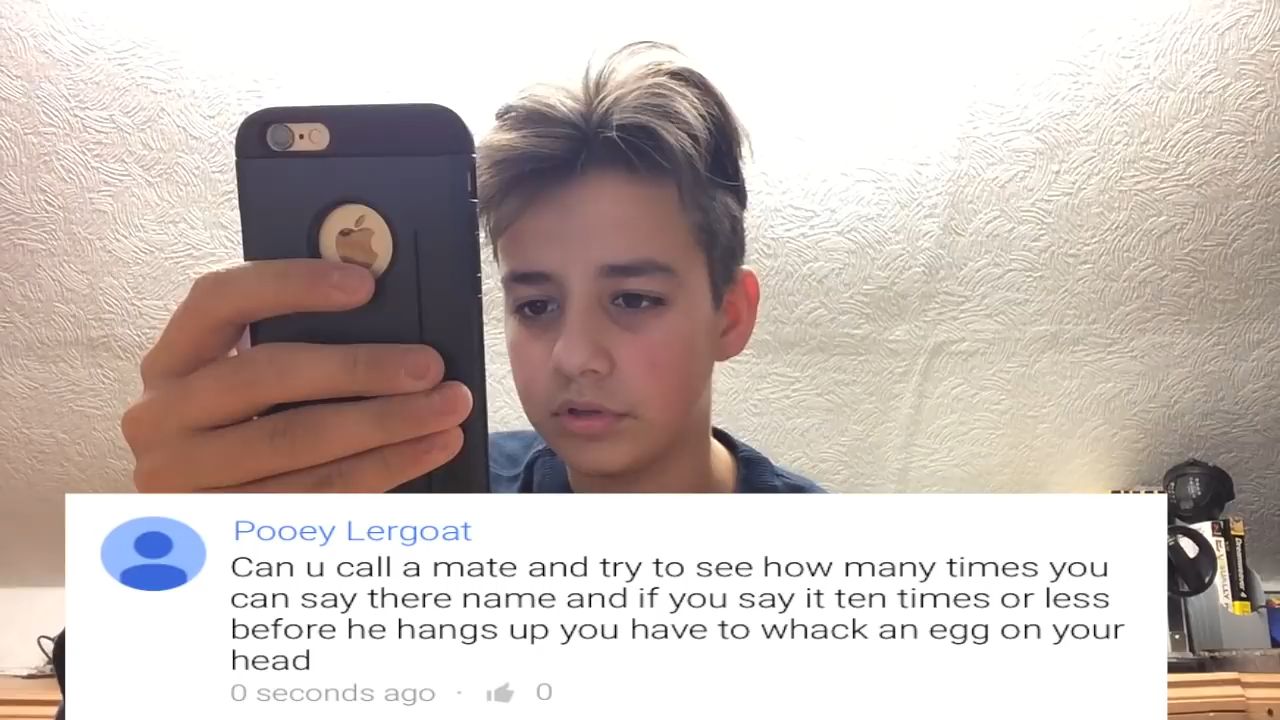 Pooey Lergoat
Can u call a mate and try to see how many times you
can say there name and if you say it ten times or less
before he hangs up you have to whack an egg on your
head
0 seconds ago · 0